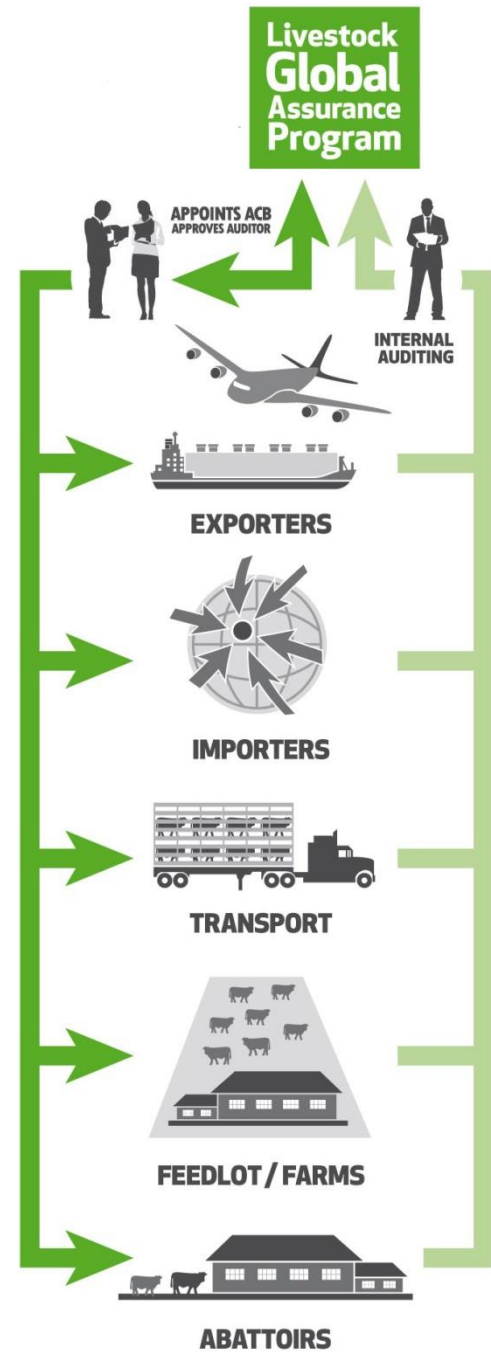 Livestock
Global
Assurance
Program
APPOINTS ACB
APPROVES AUDITOR
INTERNAL
AUDITING
EXPORTERS
IMPORTERS
TRANSPORT
FEEDLOT / FARMS
ABATTOIRS